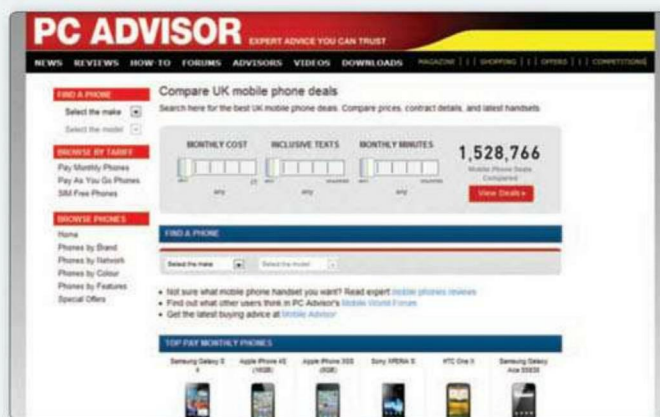 PC ADVISOR EXPERT ADVICE YOU CAN TRUST
NEWS REVIEWS HOW-TO FORUMS ADVISORS VIDEOS DOWNLOADS MAGAZINE | | SHOPPING | | OFFERS | | COMPETITIONS
FIND A PHONE
Select the make
Select the model
BROWSE BY TARIFF
Pay Monthly Phones
Pay As You Go Phones
SIM Free Phones
BROWSE PHONES
Home
Phones by Brand
Phones by Network
Phones by Colour
Phones by Features
Special Offers
Compare UK mobile phone deals
Search here for the best UK mobile phone deals. Compare prices, contract details, and latest handsets
MONTHLY COST INCLUSIVE TEXTS MONTHLY MINUTES
any any any
1,528,766
Mobile Phone Deals
Compared
View Deals
FIND A PHONE
Select the make Select the model
• Not sure what mobile phone handset you want? Read expert mobile phones reviews
• Find out what other users think in PC Advisor's Mobile World Forum
• Get the latest buying advice at Mobile Advisor
TOP PAY MONTHLY PHONES
Samsung Galaxy S Apple iPhone 4S Apple iPhone 3GS Sony XPERIA S HTC One X Samsung Galaxy
(16GB) (8GB) Ace S5830